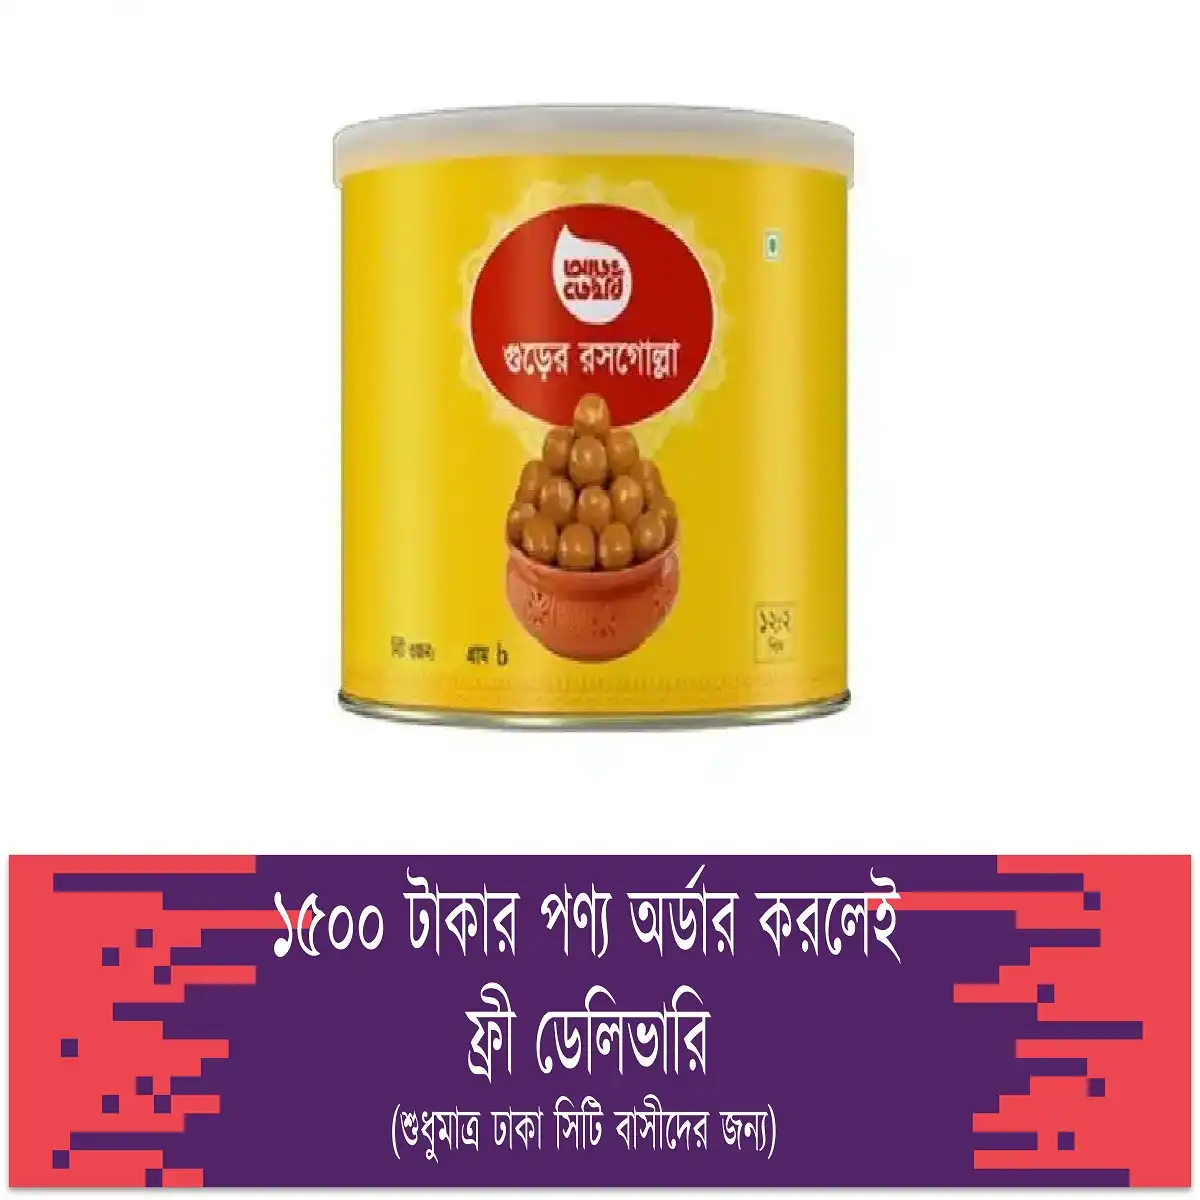 গুড়ের রসগোল্লা
১৫০০ টাকার পণ্য অর্ডার করলেই
ফ্রী ডেলিভারি
(শুধুমাত্র ঢাকা সিটি বাসীদের জন্য)